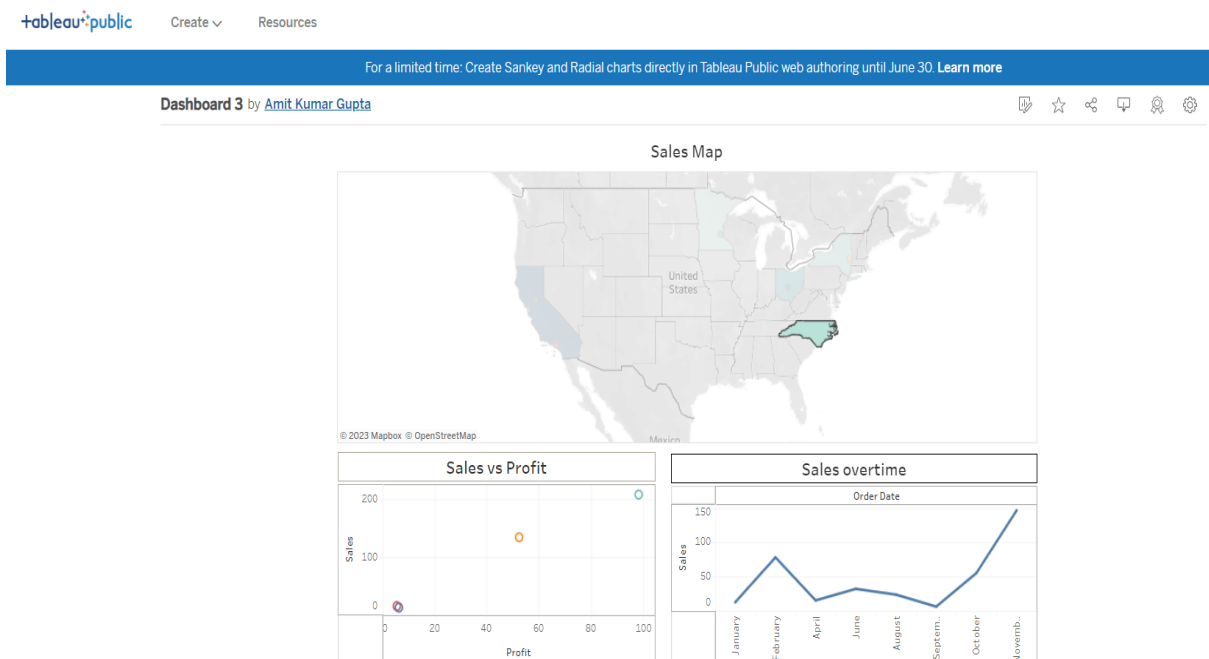 +ableau public
Create
Resources
For a limited time: Create Sankey and Radial charts directly in Tableau Public web authoring until June 30. Learn more
Dashboard 3 by Amit Kumar Gupta
Sales Map
United
States
Mexico
© 2023 Mapbox © OpenStreetMap
Sales vs Profit
Sales
200
100
0
0
20
40
60
80
100
Profit
Sales overtime
Order Date
Sales
150
100
50
0
January
February
April
June
August
Septem..
October
Novemb..